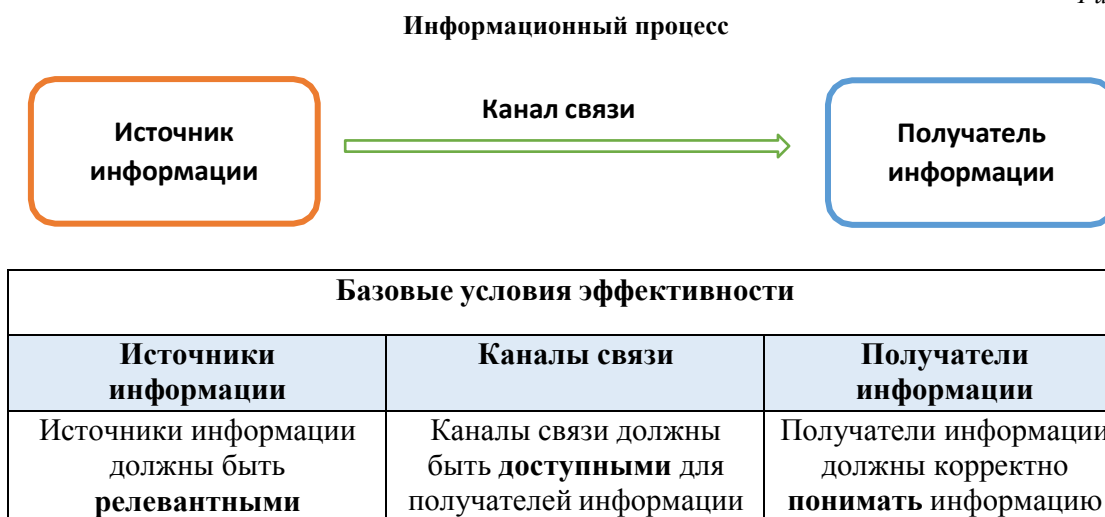 Информационный процесс
Канал связи
Источник
информации
Получатель
информации
Базовые условия эффективности
Источники
информации
Каналы связи
Получатели
информации
Источники информации
должны быть
релевантными
Каналы связи должны
быть доступными для
получателей информации
Получатели информации
должны корректно
понимать информацию